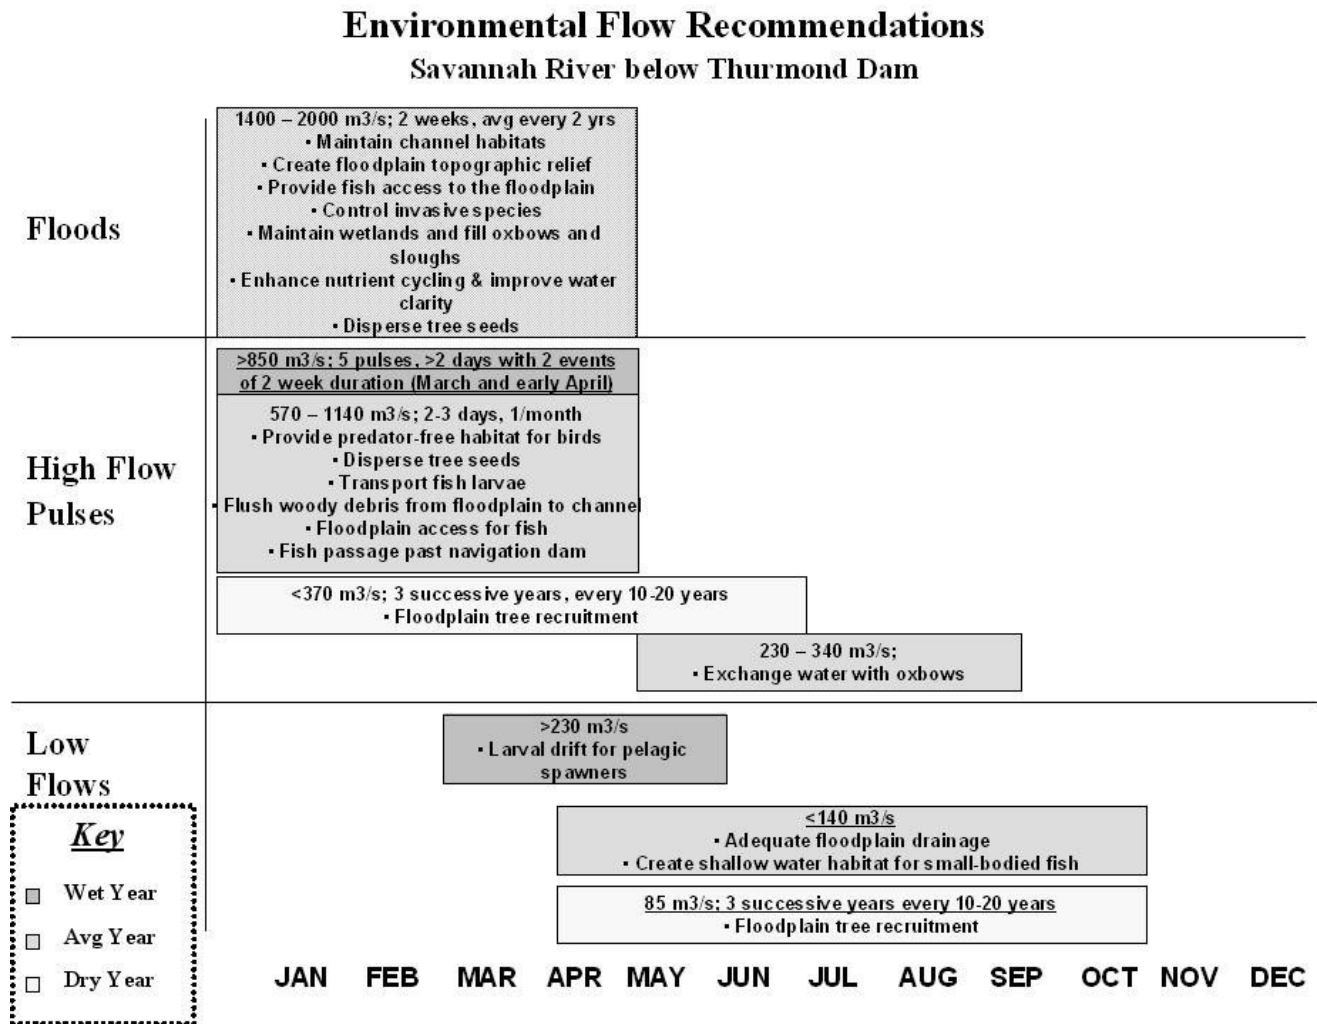 Environmental Flow Recommendations
Savannah River below Thurmond Dam
Floods
1400 – 2000 m3/s; 2 weeks, avg every 2 yrs
▪ Maintain channel habitats
▪ Create floodplain topographic relief
▪ Provide fish access to the floodplain
▪ Control invasive species
▪ Maintain wetlands and fill oxbows and
sloughs
▪ Enhance nutrient cycling & improve water
clarity
▪ Disperse tree seeds
High Flow
Pulses
>850 m3/s; 5 pulses, >2 days with 2 events
of 2 week duration (March and early April)
570 – 1140 m3/s; 2-3 days, 1/month
▪ Provide predator-free habitat for birds
▪ Disperse tree seeds
▪ Transport fish larvae
▪ Flush woody debris from floodplain to channel
▪ Floodplain access for fish
▪ Fish passage past navigation dam
<370 m3/s; 3 successive years, every 10-20 years
▪ Floodplain tree recruitment
230 – 340 m3/s;
▪ Exchange water with oxbows
Low
Flows
>230 m3/s
▪ Larval drift for pelagic
spawners
<140 m3/s
▪ Adequate floodplain drainage
▪ Create shallow water habitat for small-bodied fish
85 m3/s; 3 successive years every 10-20 years
▪ Floodplain tree recruitment
Key
Wet Year
Avg Year
Dry Year
JAN FEB MAR APR MAY JUN JUL AUG SEP OCT NOV DEC